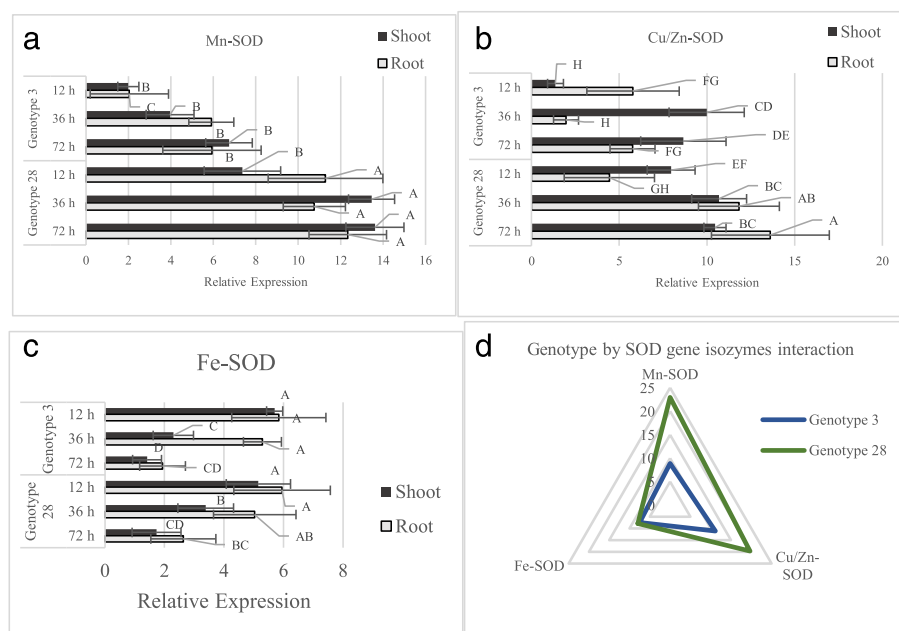 a
Mn-SOD
Shoot
Root
Genotype 3
12 h
36 h
72 h
Genotype 28
12 h
36 h
72 h
B
C
B
B
B
B
A
A
A
A
A
0 2 4 6 8 10 12 14 16
Relative Expression
b
Cu/Zn-SOD
Shoot
Root
Genotype 3
12 h
36 h
72 h
Genotype 28
12 h
36 h
72 h
H
FG
CD
H
DE
FG
EF
GH
BC
AB
BC
A
0 5 10 15 20
Relative Expression
c
Fe-SOD
Genotype 3
12 h
36 h
72 h
Genotype
28
12 h
36 h
72 h
A
A
C
A
D
CD
A
A
B
AB
CD
BC
Shoot
Root
0 2 4 6 8
Relative Expression
d
Genotype by SOD gene isozymes interaction
Mn-SOD
25
20
15
10
5
0
Genotype 3
Genotype 28
Fe-SOD
Cu/Zn-
SOD